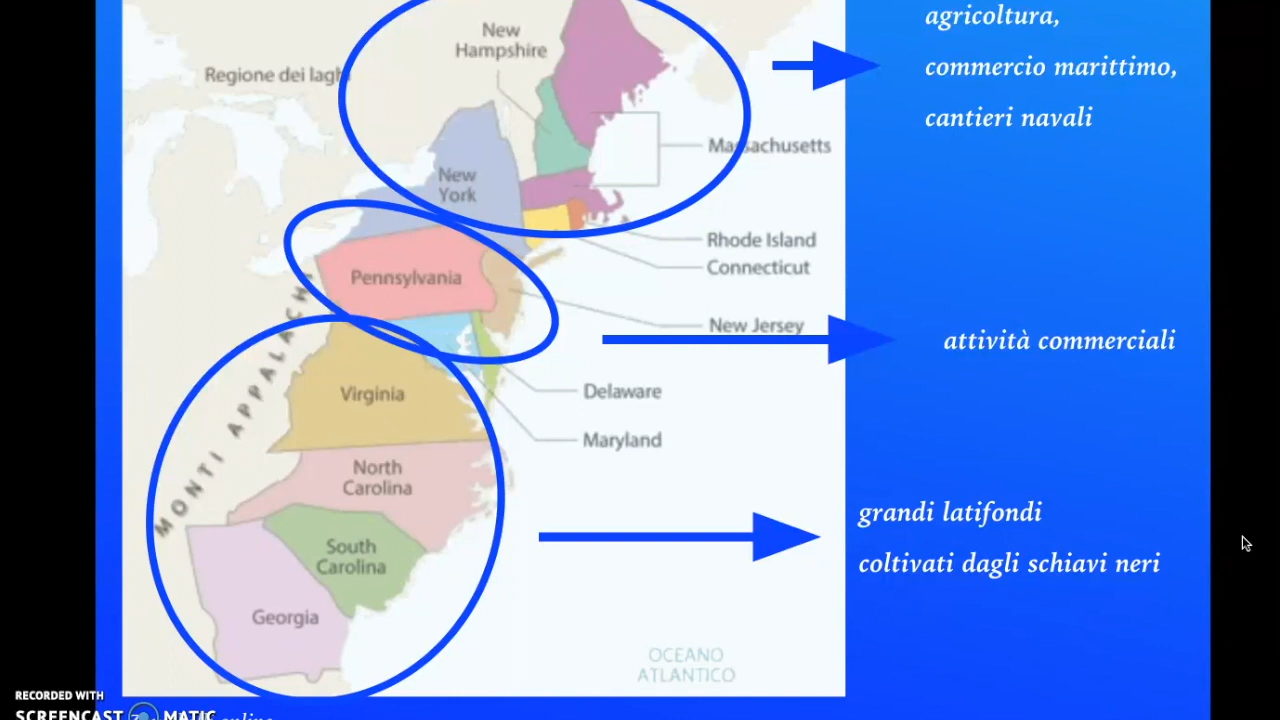 agricoltura,
commercio marittimo,
cantieri navali
New
Hampshire
Regione dei laghi
Massachusetts
New
York
Rhode Island
Connecticut
Pennsylvania
New Jersey
attività commerciali
MONTI APPALACHI
Delaware
Virginia
Maryland
North
Carolina
grandi latifondi
coltivati dagli schiavi neri
South
Carolina
Georgia
OCEANO
ATLANTICO
RECORDED WITH
SCREENCAST MATIC
online